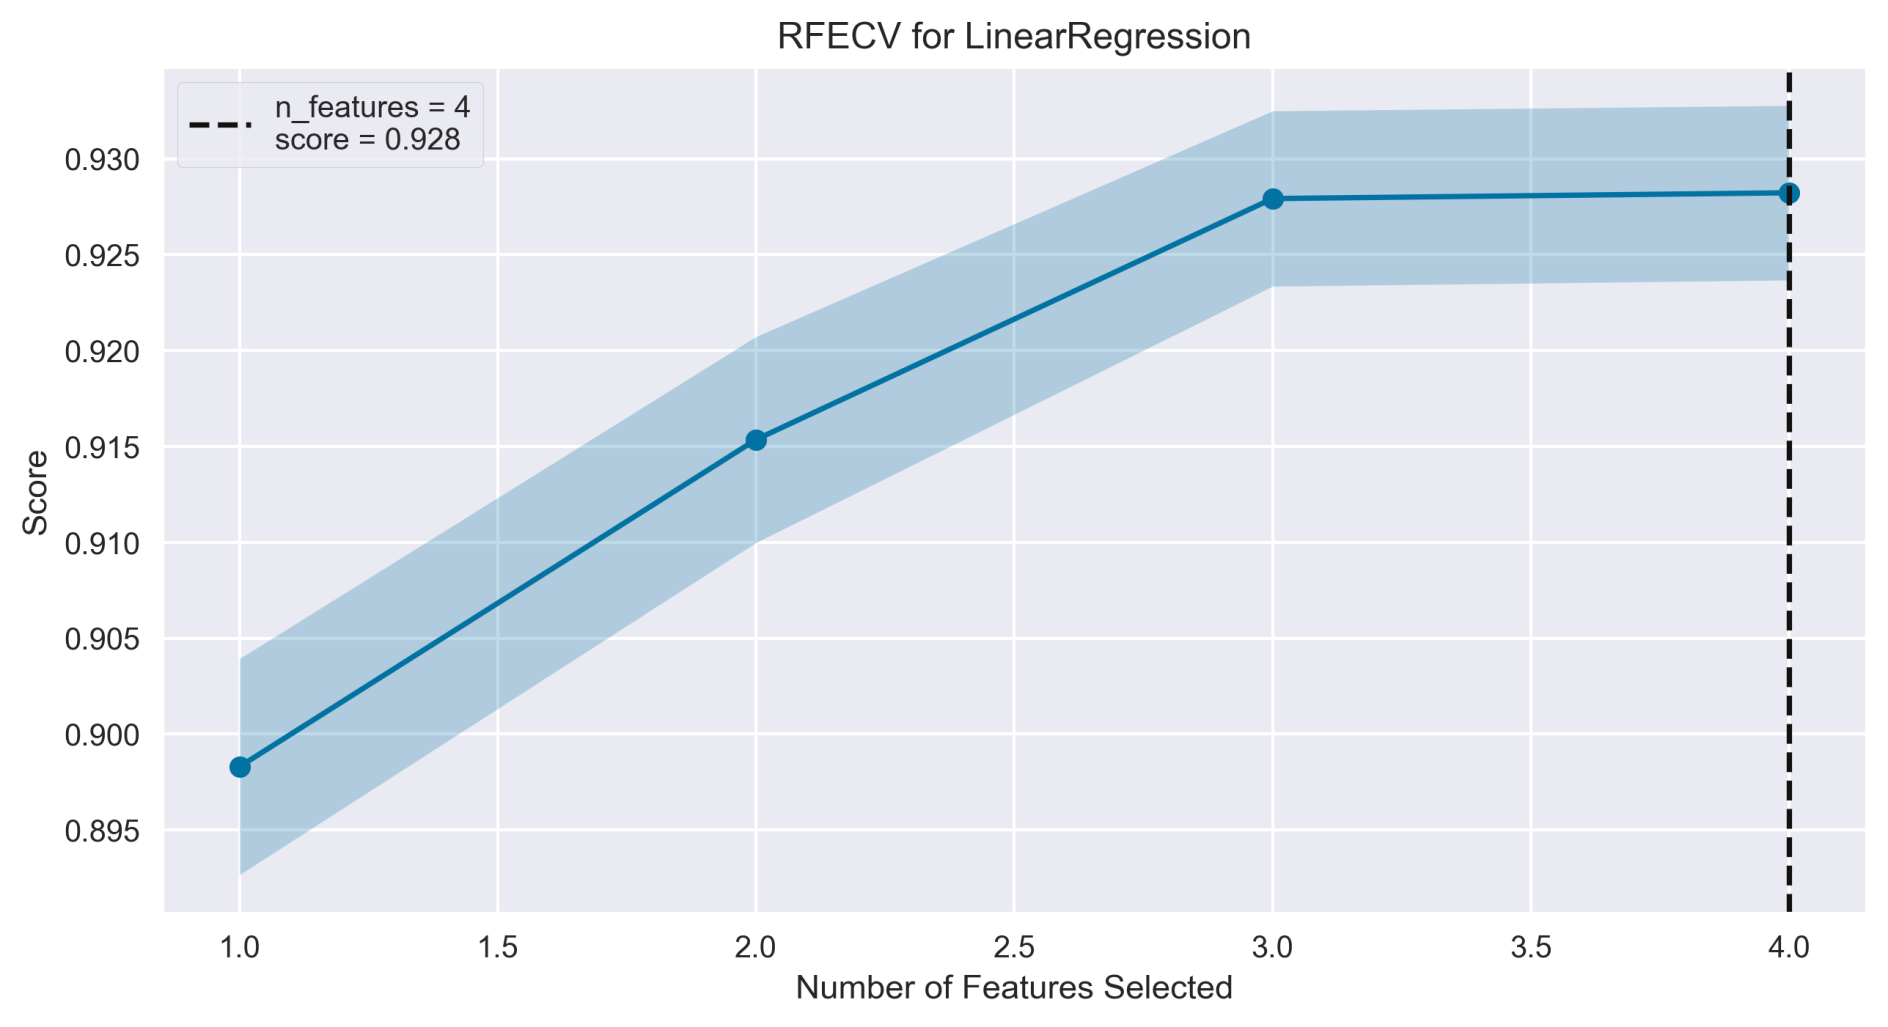 RFECV for LinearRegression
n_features = 4
score = 0.928
0.930
0.925
0.920
0.915
0.910
0.905
0.900
0.895
Score
1.0 1.5 2.0 2.5 3.0 3.5 4.0
Number of Features Selected